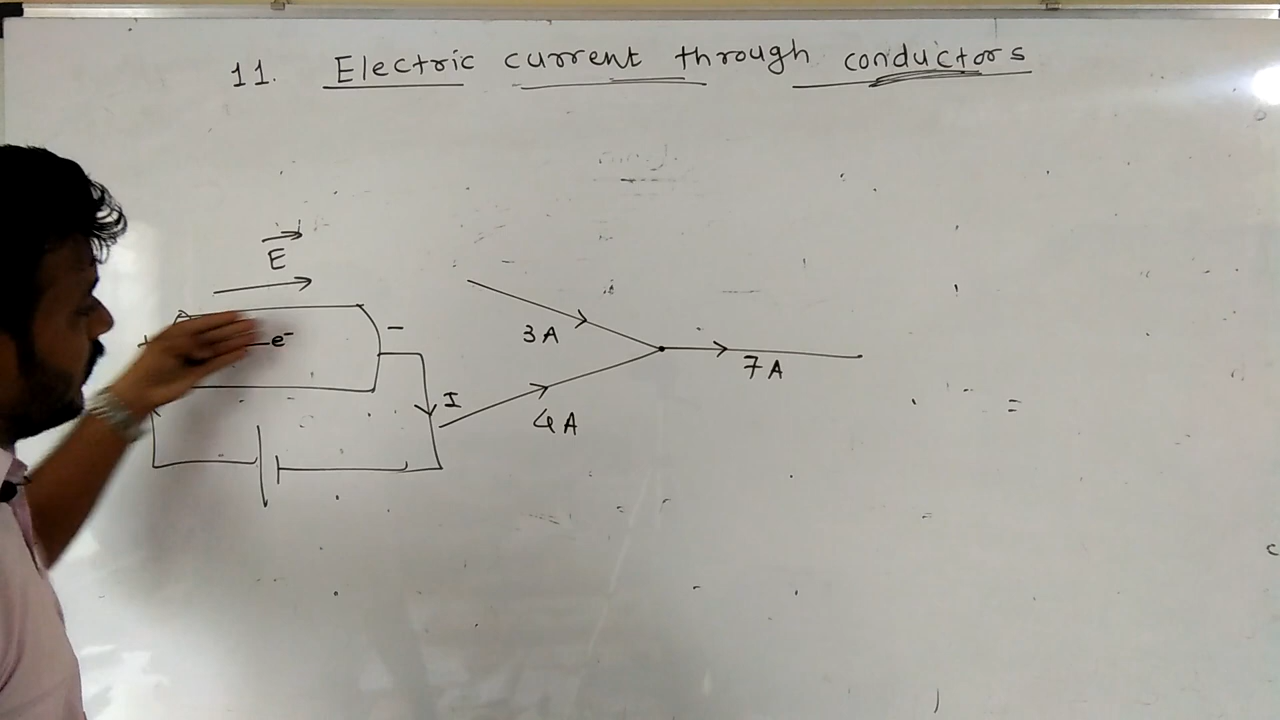 11. Electric current through conductors
E
+ e⁻ -
I
3A
4A
7A